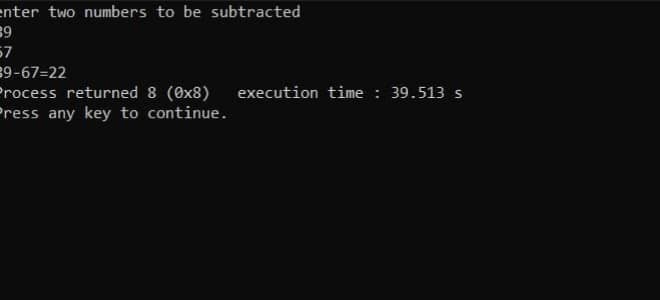 enter two numbers to be subtracted
89
67
89-67=22
Process returned 8 (0x8)   execution time : 39.513 s
Press any key to continue.